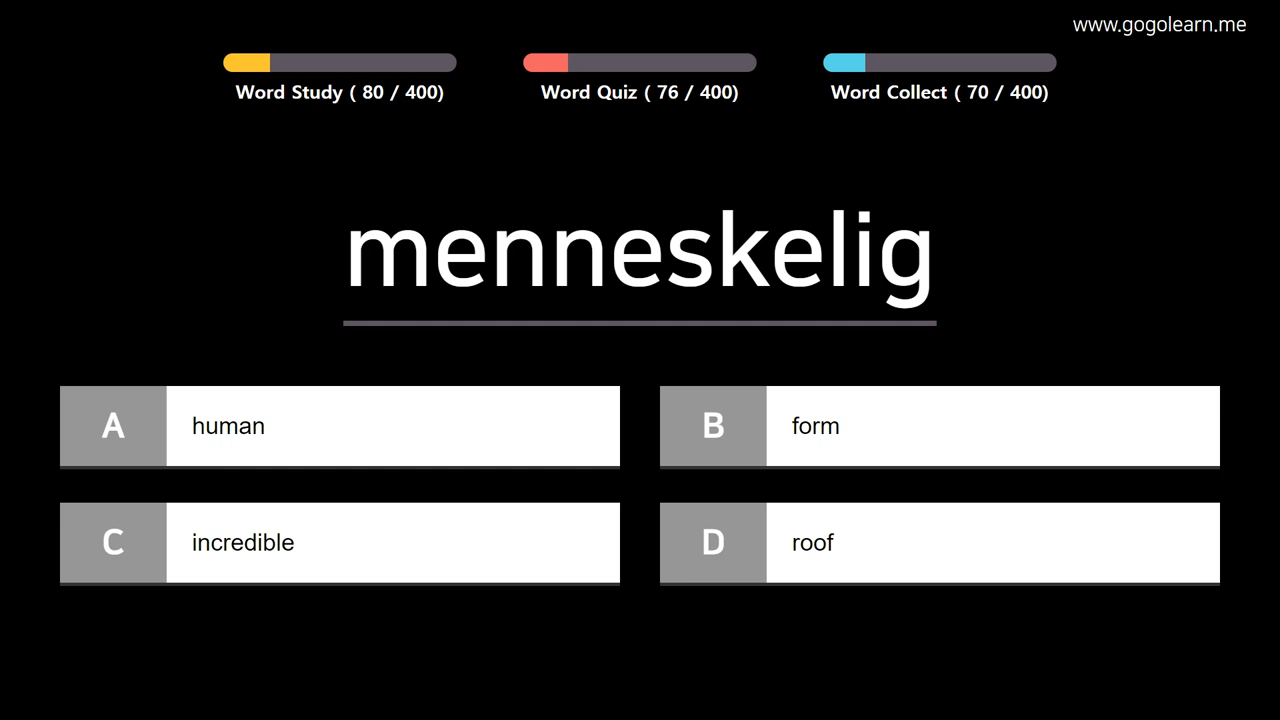 www.gogolearn.me
Word Study ( 80 / 400)
Word Quiz ( 76 / 400)
Word Collect ( 70 / 400)
menneskelig
A human
B form
C incredible
D roof